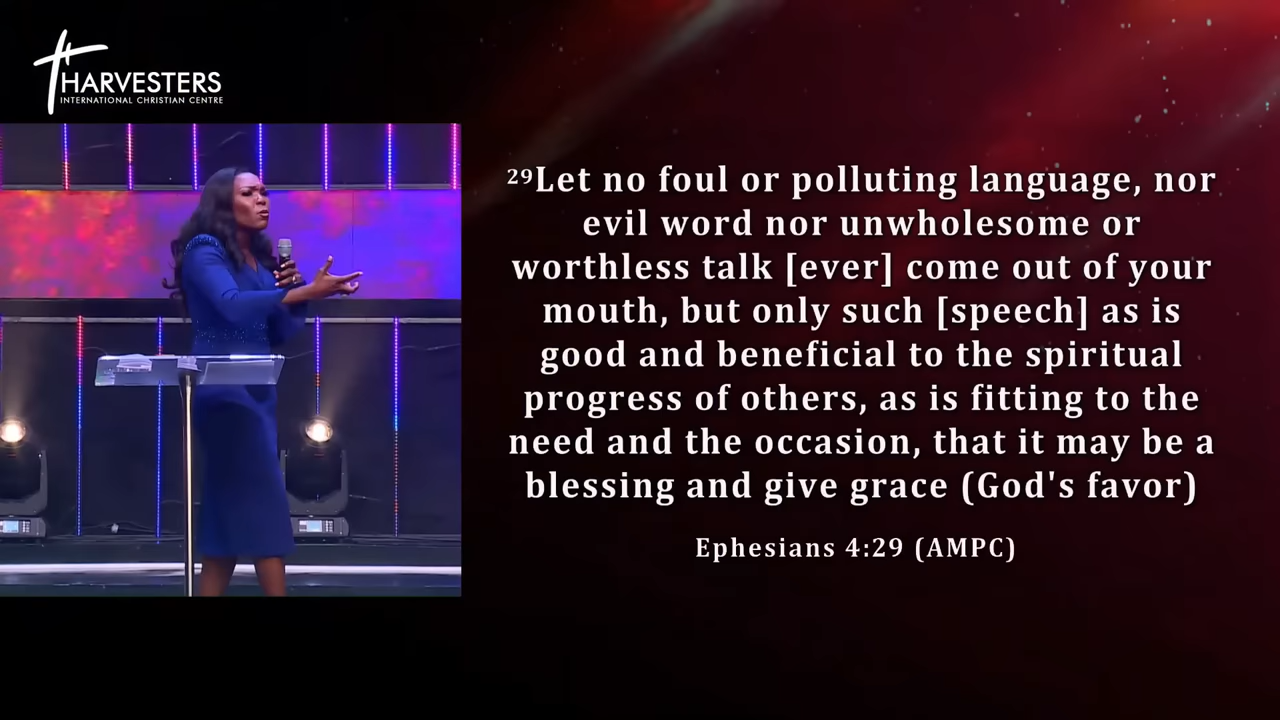 HARVESTERS
INTERNATIONAL CHRISTIAN CENTRE
²⁹Let no foul or polluting language, nor
evil word nor unwholesome or
worthless talk [ever] come out of your
mouth, but only such [speech] as is
good and beneficial to the spiritual
progress of others, as is fitting to the
need and the occasion, that it may be a
blessing and give grace (God's favor)
Ephesians 4:29 (AMPC)